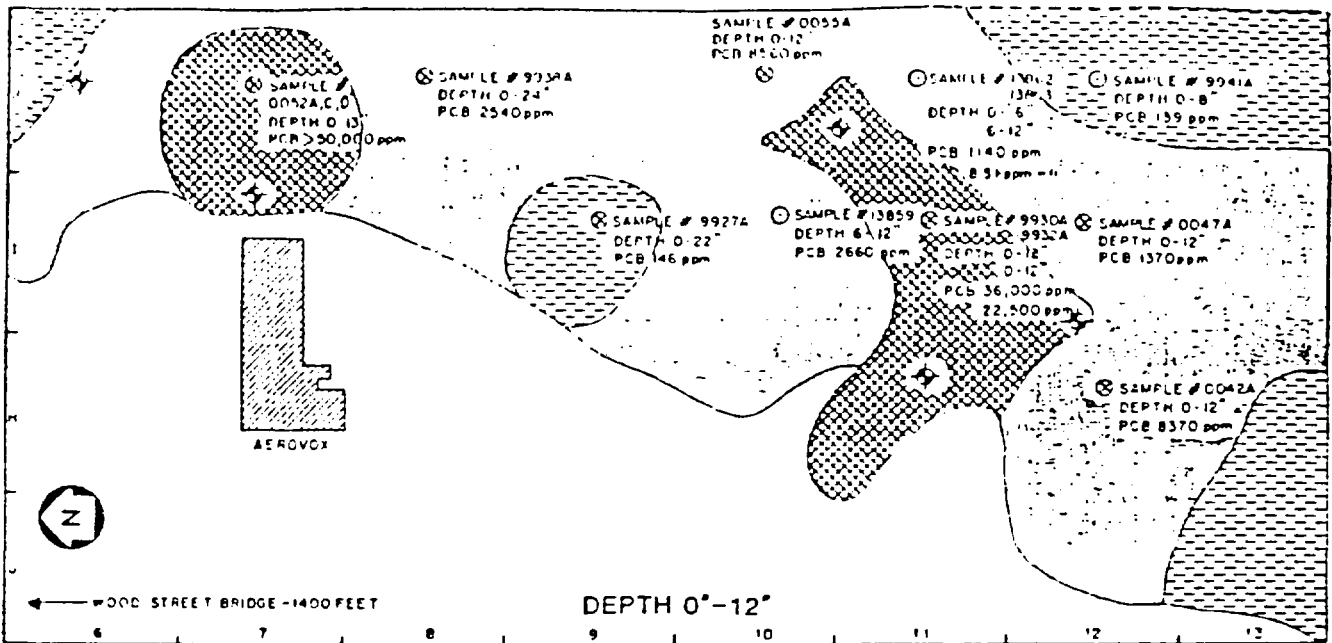 SAMPLE # 0055A
DEPTH 0-12"
PCB 8560 ppm
SAMPLE #
0052A,C,D
DEPTH 0-13
PCB >50,000 ppm
SAMPLE # 9938A
DEPTH 0-24"
PCB 2540 ppm
SAMPLE #
DEPTH 0-6
6-12"
PCB 1140 ppm
SAMPLE # 9941A
DEPTH 0-8"
PCB 159 ppm
SAMPLE # 9927A
DEPTH 0-22"
PCB 146 ppm
SAMPLE #13859
DEPTH 6-12"
PCB 2660 ppm
SAMPLE #9930A
9932A
DEPTH 0-12"
0-12"
PCB 36,000 ppm
22,500 ppm
SAMPLE #0047A
DEPTH 0-12"
PCB 1370 ppm
SAMPLE #0042A
DEPTH 0-12"
PCB 8370 ppm
AEROVOX
N
WOOD STREET BRIDGE -1400 FEET
DEPTH 0"-12"
6 7 8 9 10 11 12 13